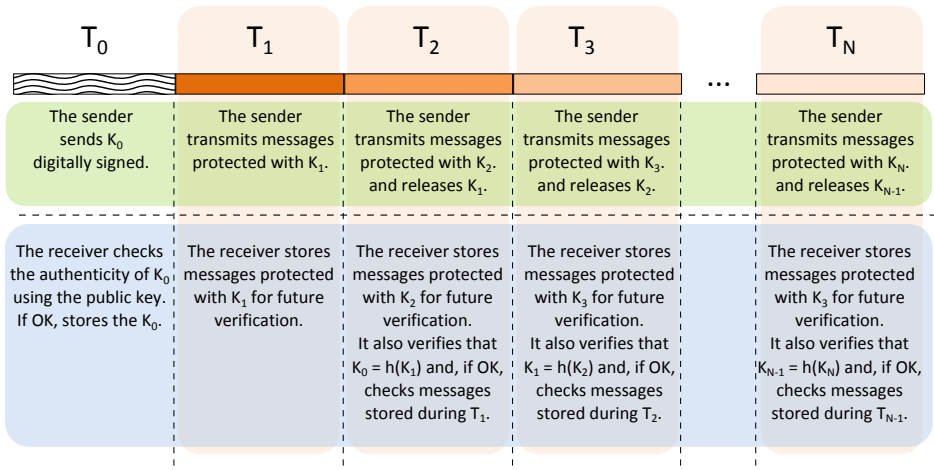 T0
T1
T2
T3
TN
...
The sender
sends K0
digitally signed.
The sender
transmits messages
protected with K1.
The sender
transmits messages
protected with K2.
and releases K1.
The sender
transmits messages
protected with K3.
and releases K2.
The sender
transmits messages
protected with KN.
and releases KN-1.
The receiver checks
the authenticity of K0
using the public key.
If OK, stores the K0.
The receiver stores
messages protected
with K1 for future
verification.
The receiver stores
messages protected
with K2 for future
verification.
It also verifies that
K0 = h(K1) and, if OK,
checks messages
stored during T1.
The receiver stores
messages protected
with K3 for future
verification.
It also verifies that
K1 = h(K2) and, if OK,
checks messages
stored during T2.
The receiver stores
messages protected
with K3 for future
verification.
It also verifies that
KN-1 = h(KN) and, if OK,
checks messages
stored during TN-1.